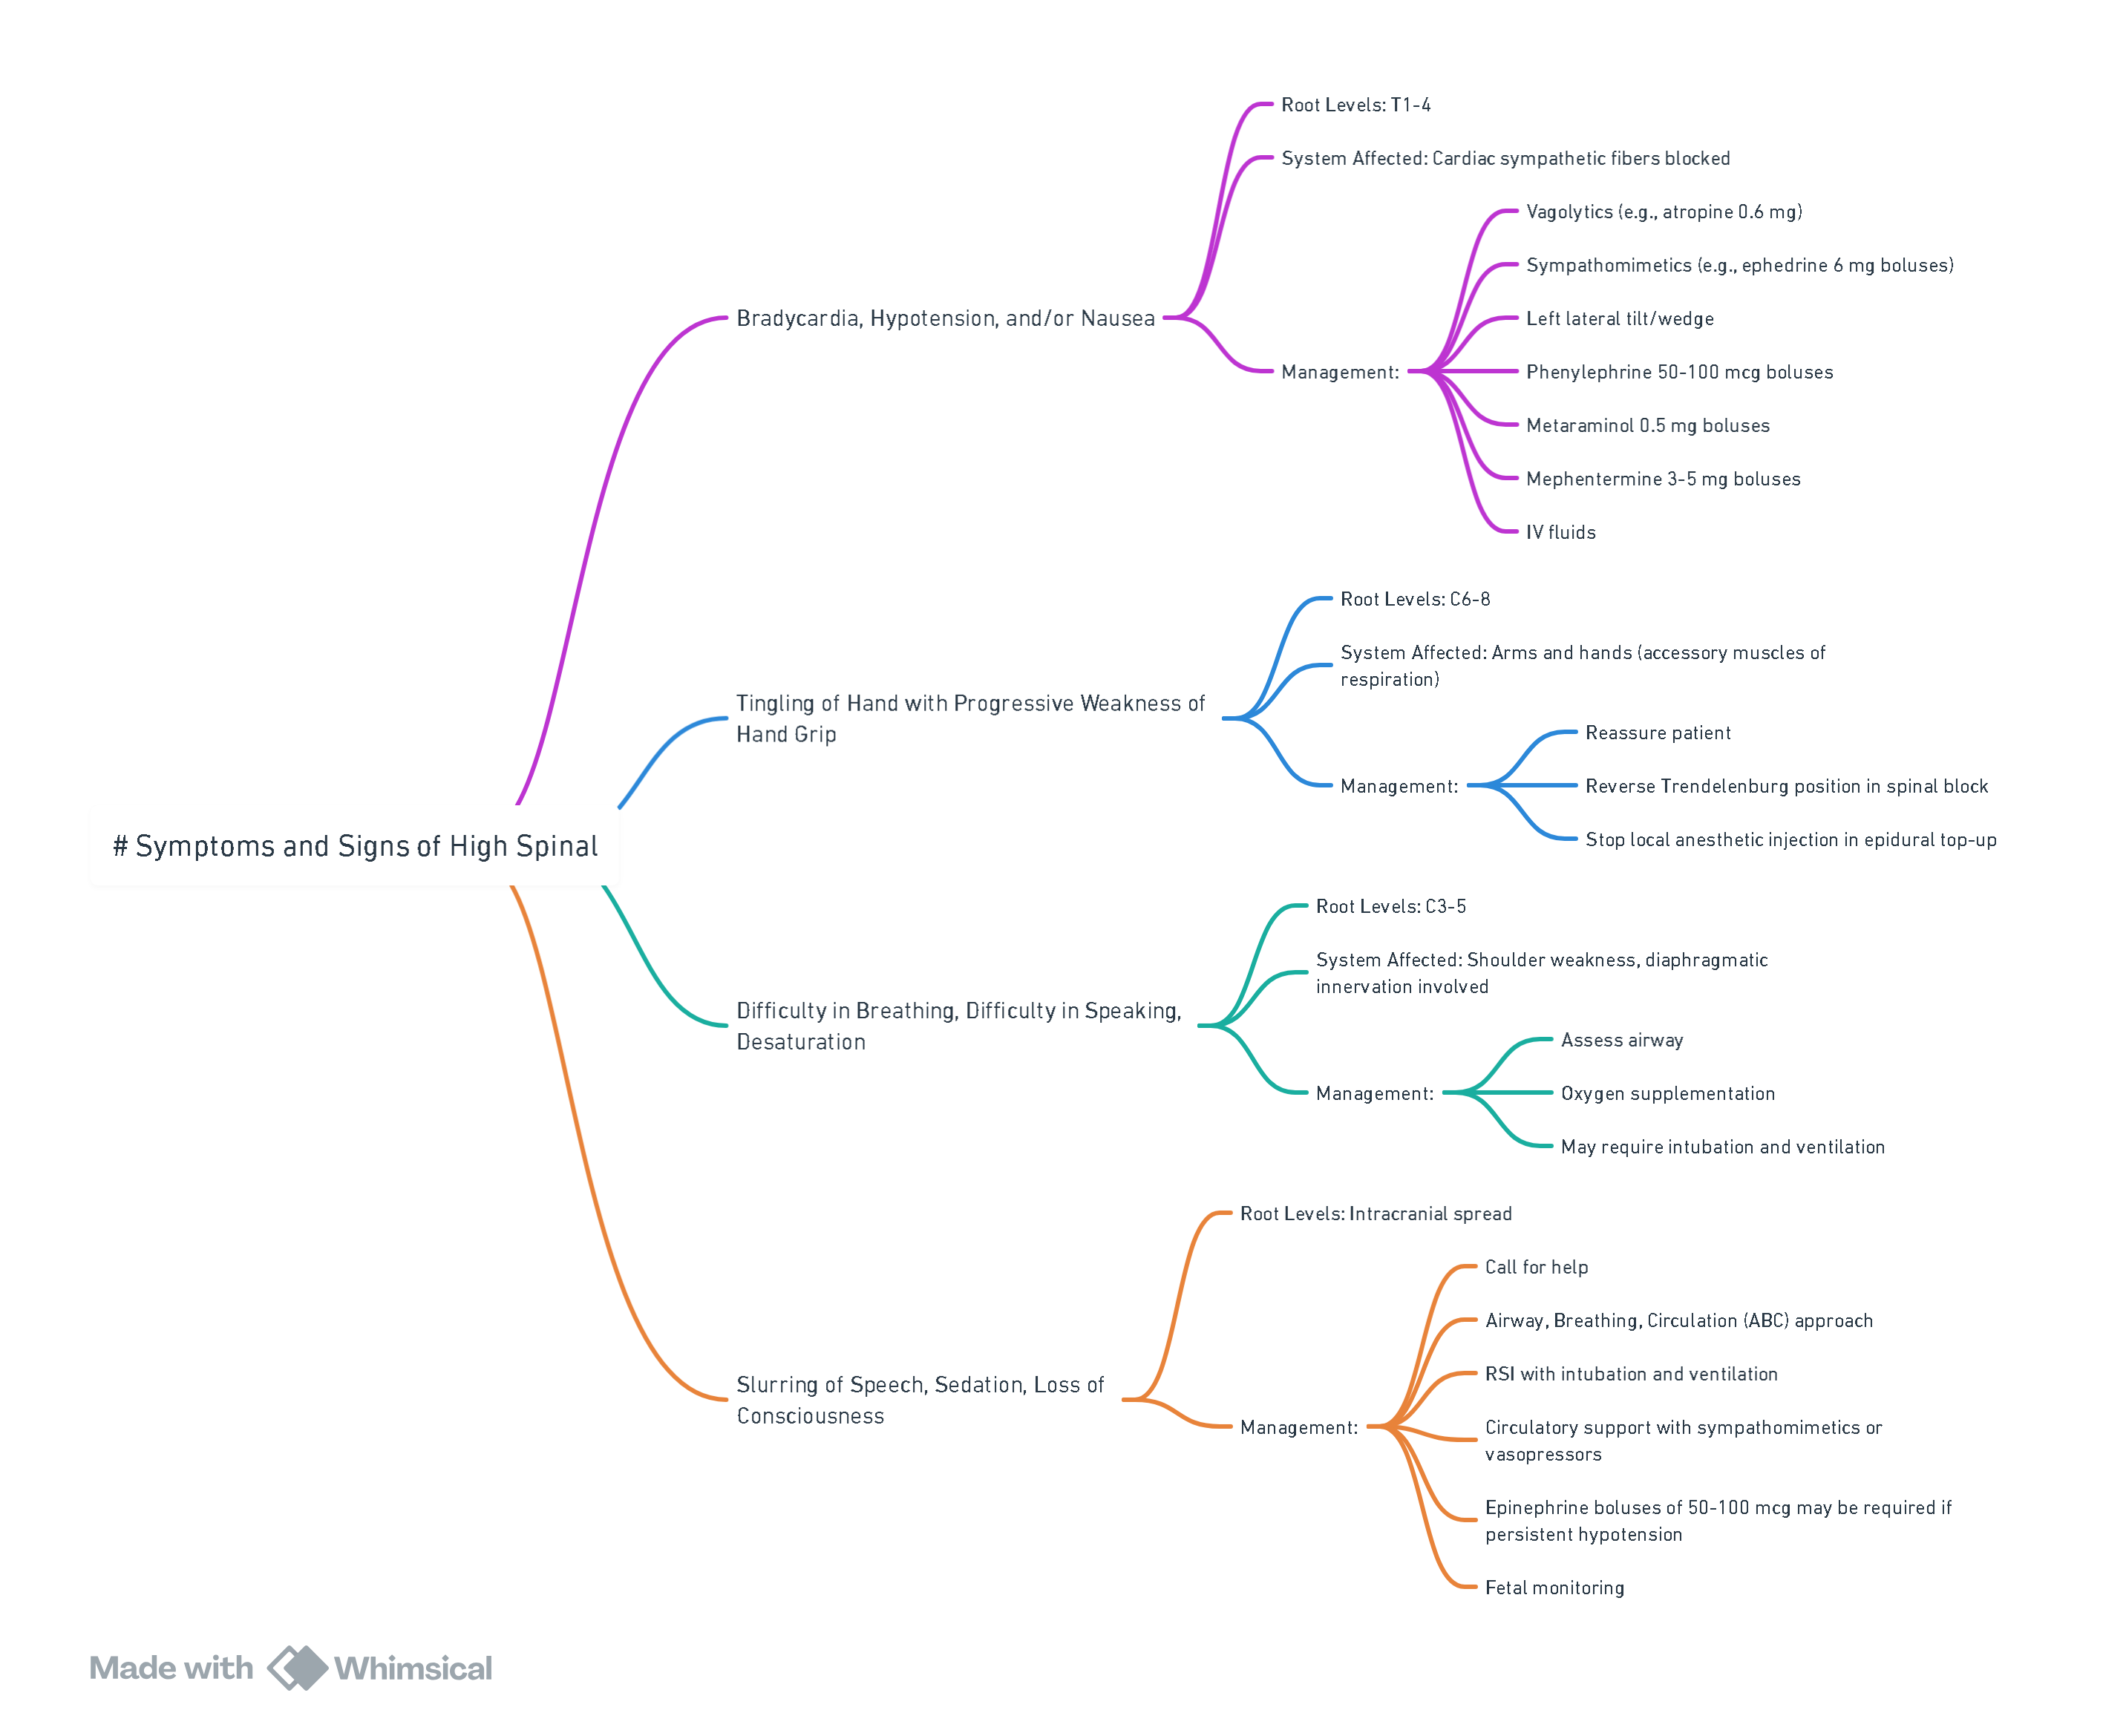 # Symptoms and Signs of High Spinal
Bradycardia, Hypotension, and/or Nausea
Root Levels: T1-4
System Affected: Cardiac sympathetic fibers blocked
Management:
Vagolytics (e.g., atropine 0.6 mg)
Sympathomimetics (e.g., ephedrine 6 mg boluses)
Left lateral tilt/wedge
Phenylephrine 50-100 mcg boluses
Metaraminol 0.5 mg boluses
Mephentermine 3-5 mg boluses
IV fluids
Tingling of Hand with Progressive Weakness of
Hand Grip
Root Levels: C6-8
System Affected: Arms and hands (accessory muscles of
respiration)
Management:
Reassure patient
Reverse Trendelenburg position in spinal block
Stop local anesthetic injection in epidural top-up
Difficulty in Breathing, Difficulty in Speaking,
Desaturation
Root Levels: C3-5
System Affected: Shoulder weakness, diaphragmatic
innervation involved
Management:
Assess airway
Oxygen supplementation
May require intubation and ventilation
Slurring of Speech, Sedation, Loss of
Consciousness
Root Levels: Intracranial spread
Management:
Call for help
Airway, Breathing, Circulation (ABC) approach
RSI with intubation and ventilation
Circulatory support with sympathomimetics or
vasopressors
Epinephrine boluses of 50-100 mcg may be required if
persistent hypotension
Fetal monitoring
Made with Whimsical